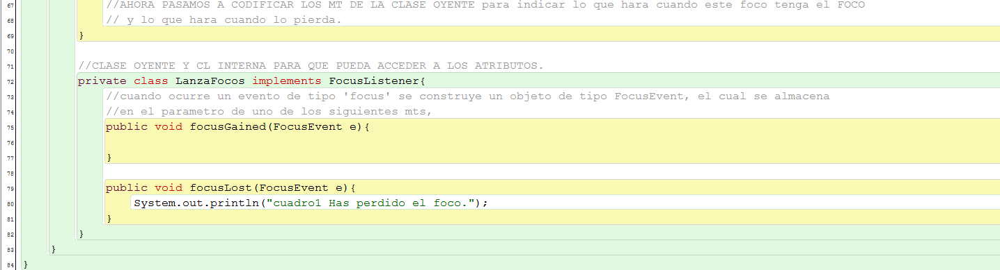 67 //AHORA PASAMOS A CODIFICAR LOS MT DE LA CLASE OYENTE para indicar lo que hara cuando este foco tenga el FOCO
68 // y lo que hara cuando lo pierda.
69 }
70
71 //CLASE OYENTE Y CL INTERNA PARA QUE PUEDA ACCEDER A LOS ATRIBUTOS.
72 private class LanzaFocos implements FocusListener{
73 //cuando ocurre un evento de tipo 'focus' se construye un objeto de tipo FocusEvent, el cual se almacena
74 //en el parametro de uno de los siguientes mts,
75 public void focusGained(FocusEvent e){
76
77 }
78
79 public void focusLost(FocusEvent e){
80 System.out.println("cuadro1 Has perdido el foco.");
81 }
82 }
83 }
84 }